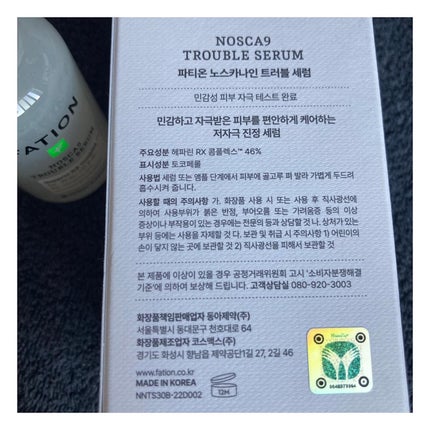 NOSCA9
TROUBLE SERUM
파티온 노스카나인 트러블 세럼
민감성 피부 자극 테스트 완료
민감하고 자극받은 피부를 편안하게 케어하는
저자극 진정 세럼
주요성분 헤파린 RX 콤플렉스™ 46%
표시성분 토코페롤
사용법 세럼 또는 앰플 단계에서 피부에 골고루 펴 발라 가볍게 두드려
흡수시켜 줍니다.
사용할 때의 주의사항 가. 화장품 사용 시 또는 사용 후 직사광선에
의하여 사용부위가 붉은 반점, 부어오름 또는 가려움증 등의 이상
증상이나 부작용이 있는 경우에는 전문의 등과 상담할 것 나. 상처가 있는
부위 등에는 사용을 자제할 것 다. 보관 및 취급 시 주의사항 1) 어린이의
손이 닿지 않는 곳에 보관할 것 2) 직사광선을 피해서 보관할 것
본 제품에 이상이 있을 경우 공정거래위원회 고시 '소비자분쟁해결
기준'에 의하여 보상해 드립니다. 고객상담실 080-920-3003
화장품책임판매업자 동아제약(주)
서울특별시 동대문구 천호대로 64
화장품제조업자 코스맥스(주)
경기도 화성시 향남읍 제약공단1길 27, 2길 46
www.fation.co.kr
MADE IN KOREA
NNTS30B-22D002
12M
FATION
NOSCA9
TROUBLE SERUM